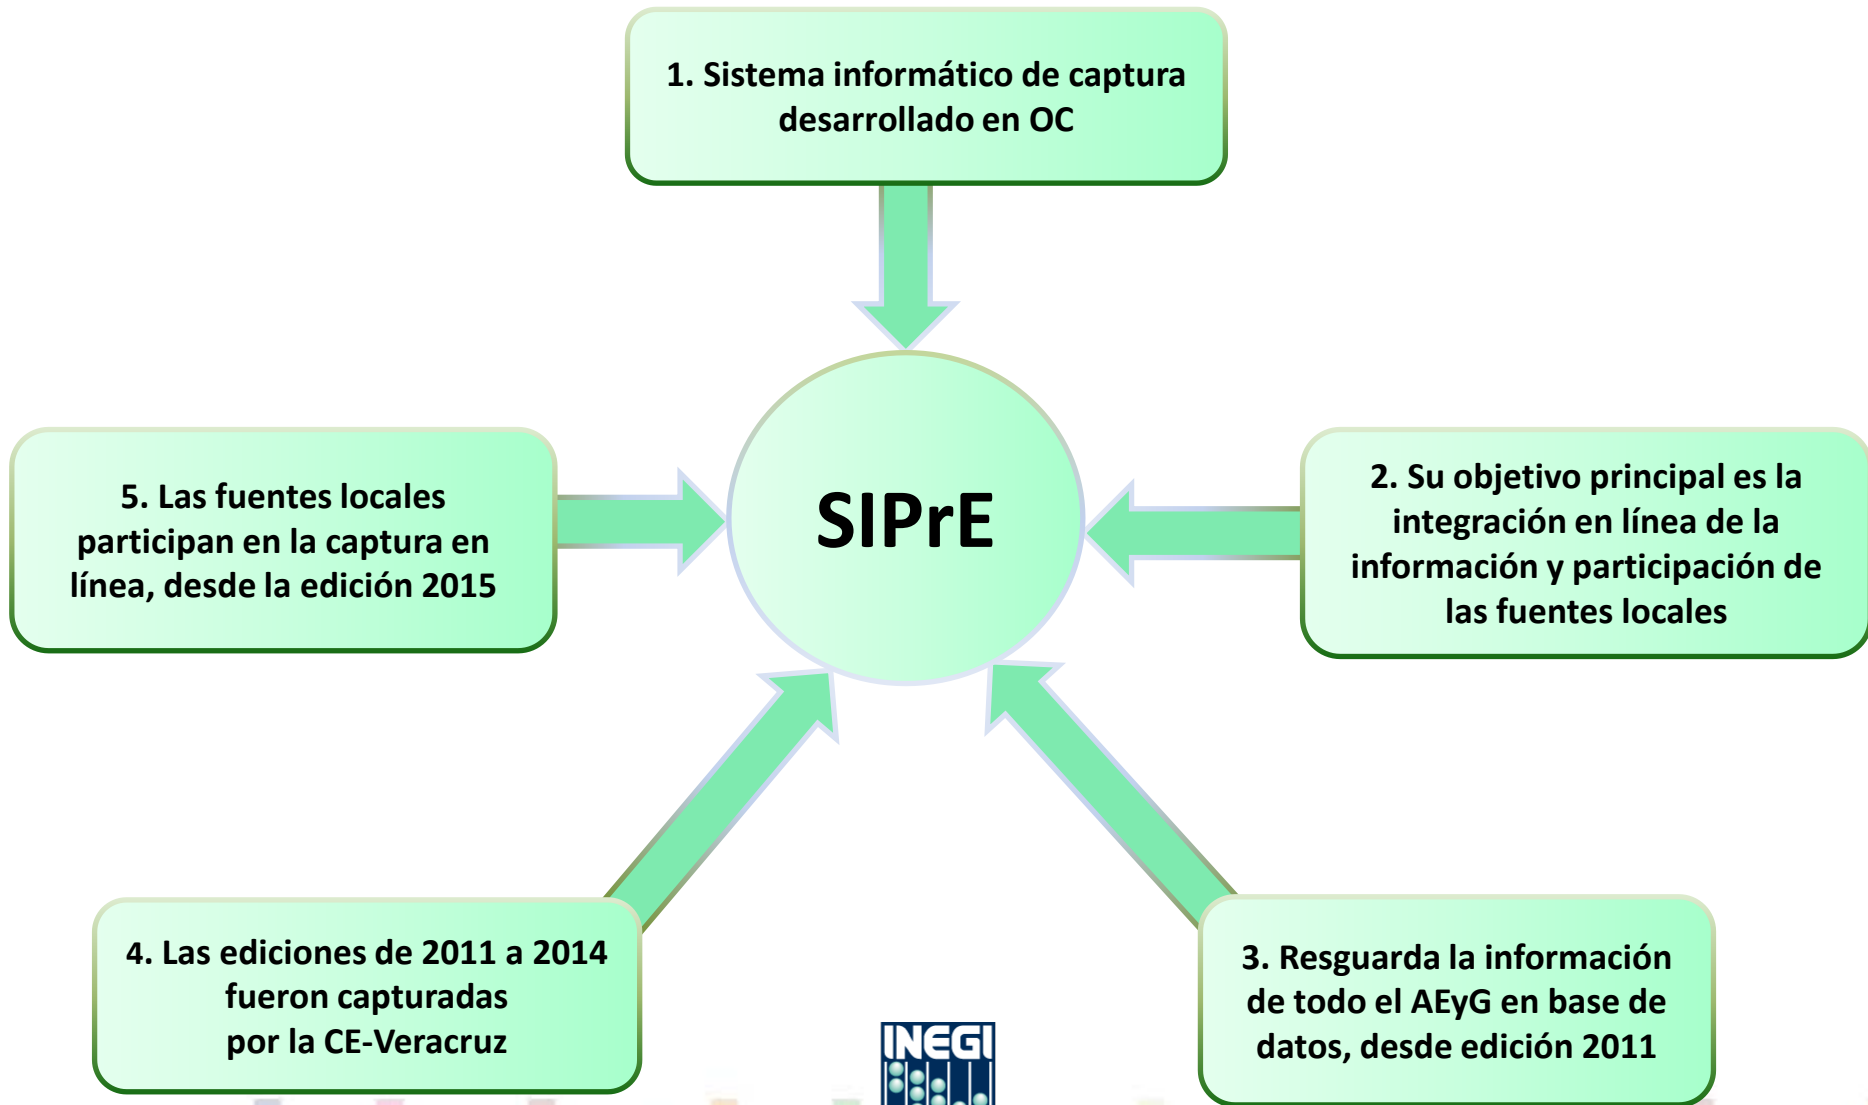 1. Sistema informático de captura
desarrollado en OC
SIPrE
2. Su objetivo principal es la
integración en línea de la
información y participación de
las fuentes locales
3. Resguarda la información
de todo el AEyG en base de
datos, desde edición 2011
4. Las ediciones de 2011 a 2014
fueron capturadas
por la CE-Veracruz
5. Las fuentes locales
participan en la captura en
línea, desde la edición 2015
INEGI